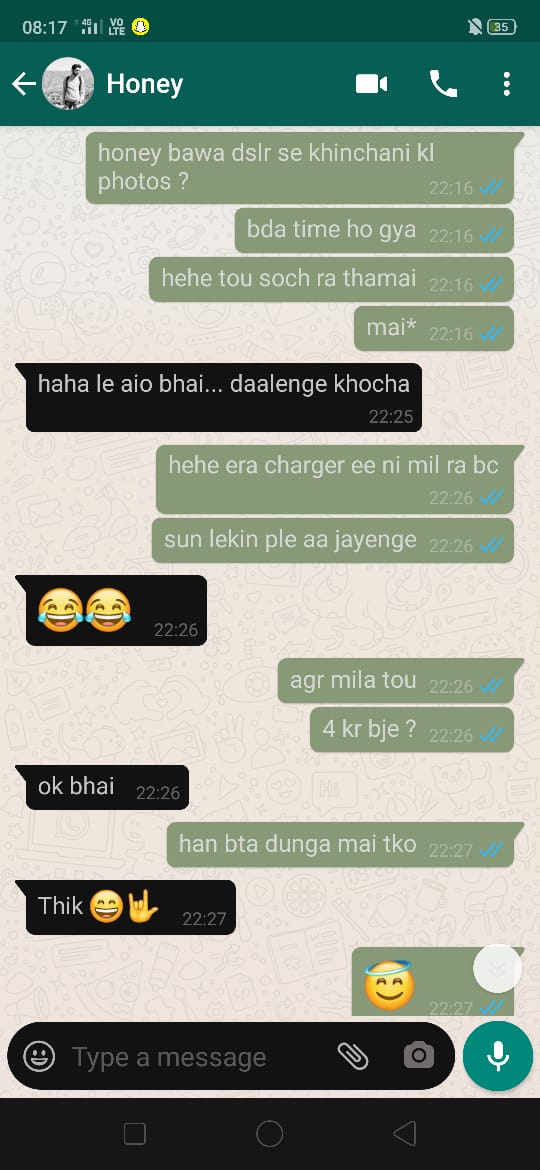 08:17 4G VO LTE 35
Honey
honey bawa dslr se khinchani kl
photos ?
22:16
bda time ho gya 22:16
hehe tou soch ra thamai 22:16
mai* 22:16
haha le aio bhai... daalenge khocha
22:25
hehe era charger ee ni mil ra bc
22:26
sun lekin ple aa jayenge 22:26
😂😂 22:26
agr mila tou 22:26
4 kr bje ? 22:26
ok bhai 22:26
han bta dunga mai tko 22:27
Thik 😄🤟 22:27
😇 22:27
Type a message